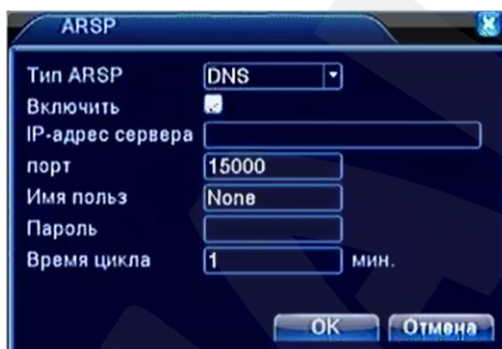 ARSP
Тип ARSP DNS
Включить
IP-адрес сервера
порт 15000
Имя польз None
Пароль
Время цикла 1 мин.
OK Отмена